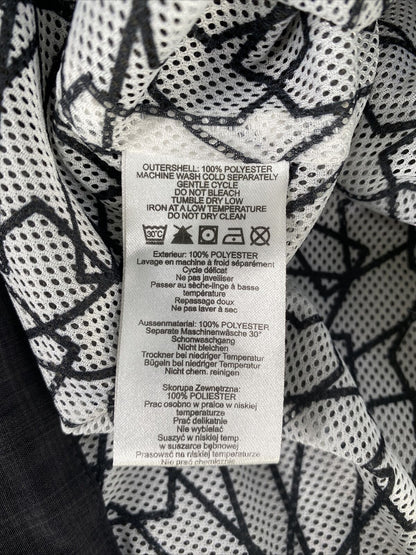 OUTERSHELL: 100% POLYESTER
MACHINE WASH COLD SEPARATELY
GENTLE CYCLE
DO NOT BLEACH
TUMBLE DRY LOW
IRON AT A LOW TEMPERATURE
DO NOT DRY CLEAN
30°C
Exterieur: 100% POLYESTER
Lavage en machine à froid séparément
Cycle délicat
Ne pas javelliser
Passer au sèche-linge à basse
température
Repassage doux
Ne pas laver à sec
Aussenmaterial: 100% POLYESTER
Separate Maschinenwäsche 30°
Schonwaschgang
Nicht bleichen
Trockner bei niedriger Temperatur
Bügeln bei niedriger Temperatur
Nicht chem. reinigen
Skorupa Zewnętrzna:
100% POLIESTER
Prac osobno w pralce w niskiej
temperaturze
Prać delikatnie
Nie wybielać
Suszyć w niskiej temp
w suszarce bębnowej
Prasować na niskiej temperaturze
Nie prać chemicznie